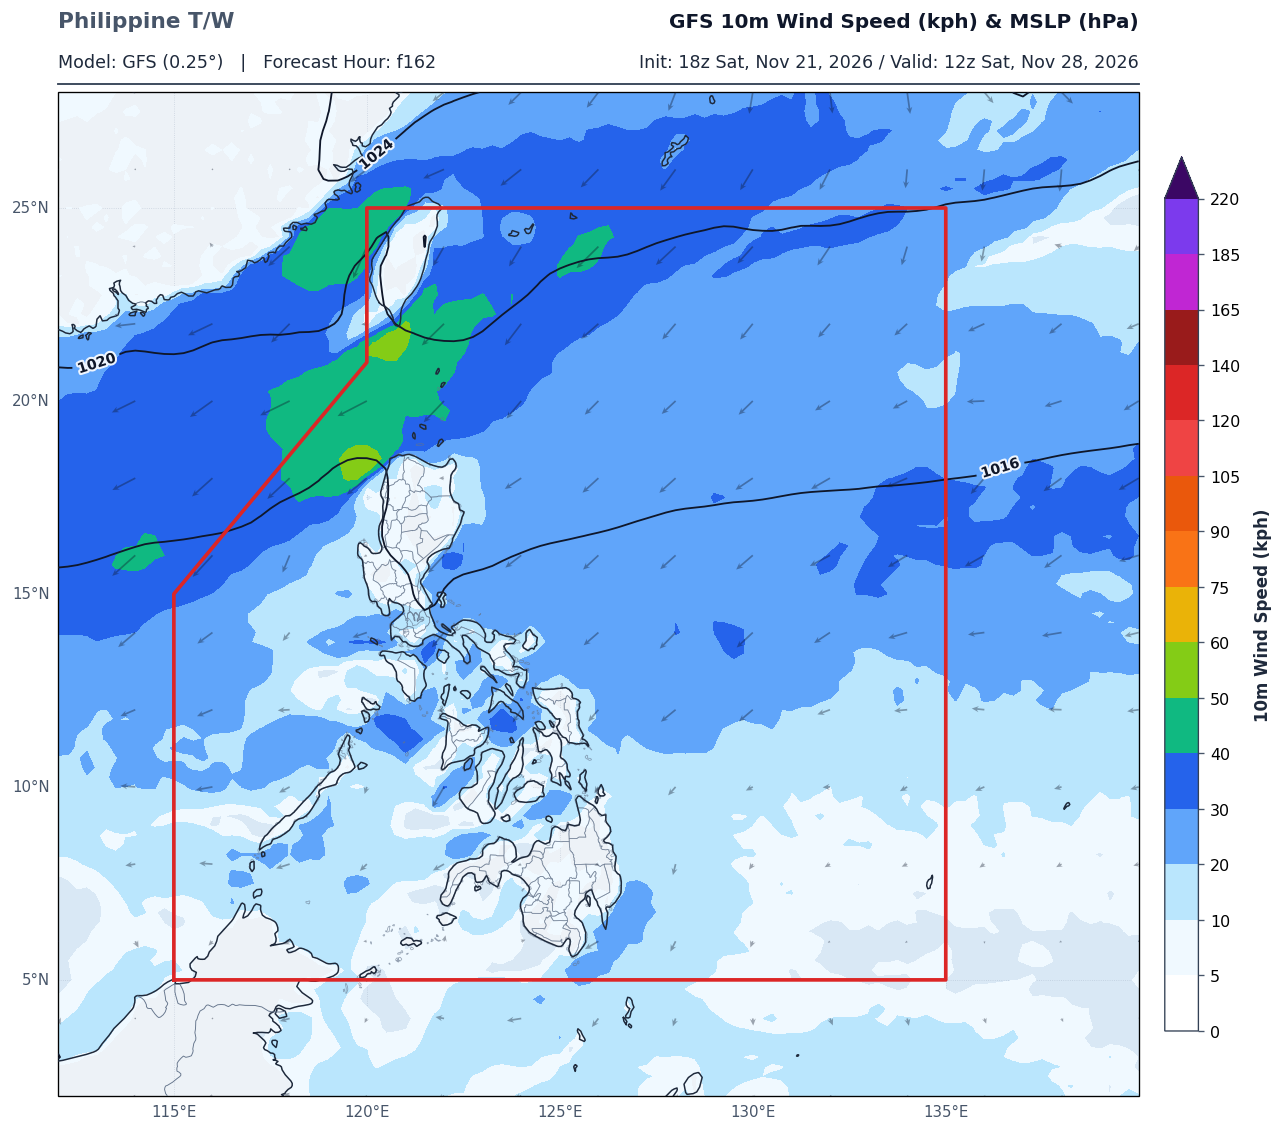 Philippine T/W
GFS 10m Wind Speed (kph) & MSLP (hPa)
Model: GFS (0.25°) | Forecast Hour: f162
Init: 18z Sat, Nov 21, 2026 / Valid: 12z Sat, Nov 28, 2026
1024
1020
1016
25°N
20°N
15°N
10°N
5°N
115°E
120°E
125°E
130°E
135°E
220
185
165
140
120
105
90
75
60
50
40
30
20
10
5
0
10m Wind Speed (kph)